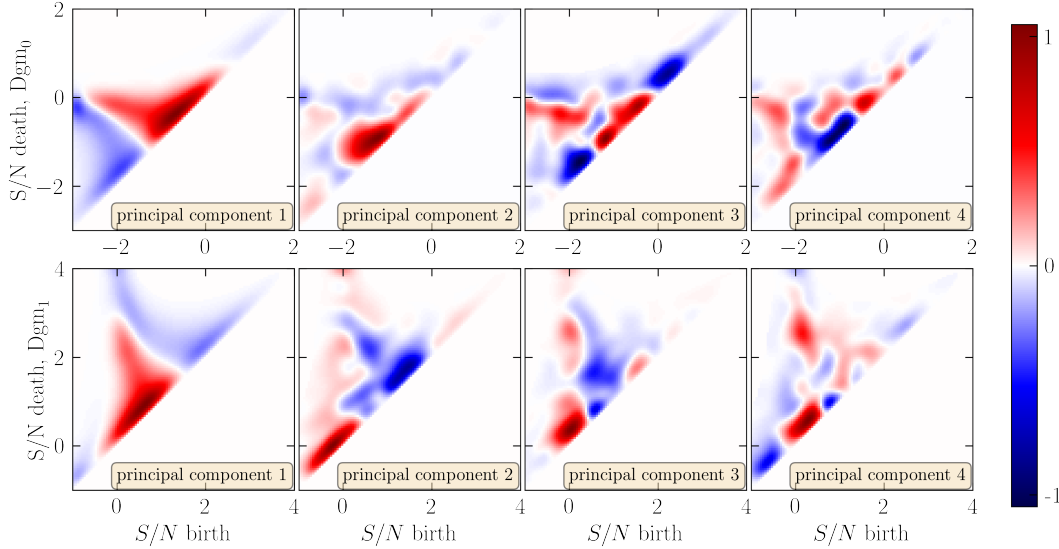 2
0
−2
S/N death, Dgm₀
principal component 1
principal component 2
principal component 3
principal component 4
−2 0 2
−2 0 2
−2 0 2
−2 0 2
4
2
0
S/N death, Dgm₁
principal component 1
principal component 2
principal component 3
principal component 4
0 2 4
0 2 4
0 2 4
0 2 4
S/N birth
S/N birth
S/N birth
S/N birth
1
0
-1